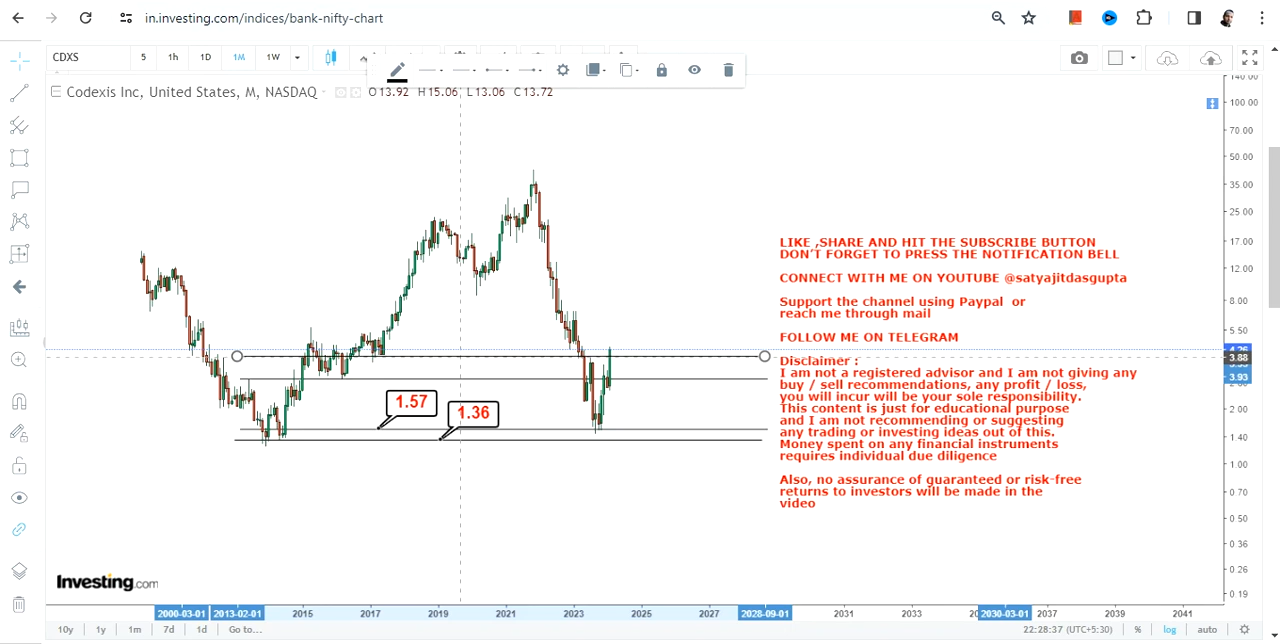 in.investing.com/indices/bank-nifty-chart
CDXS 5 1h 1D 1M 1W
Codexis Inc, United States, M, NASDAQ O13.92 H15.06 L13.06 C13.72
140.00
100.00
70.00
50.00
35.00
25.00
17.00
12.00
8.00
5.50
4.26
3.88
3.93
2.00
1.40
1.00
0.70
0.50
0.36
0.26
0.19
LIKE ,SHARE AND HIT THE SUBSCRIBE BUTTON
DON'T FORGET TO PRESS THE NOTIFICATION BELL
CONNECT WITH ME ON YOUTUBE @satyajitdasgupta
Support the channel using Paypal or
reach me through mail
FOLLOW ME ON TELEGRAM
Disclaimer :
I am not a registered advisor and I am not giving any
buy / sell recommendations, any profit / loss,
you will incur will be your sole responsibility.
This content is just for educational purpose
and I am not recommending or suggesting
any trading or investing ideas out of this.
Money spent on any financial instruments
requires individual due diligence
Also, no assurance of guaranteed or risk-free
returns to investors will be made in the
video
1.57
1.36
Investing.com
2000-03-01 2013-02-01 2015 2017 2019 2021 2023 2025 2027 2028-09-01 2031 2033 2030-03-01 2037 2039 2041
10y 1y 1m 7d 1d Go to... 22:28:37 (UTC+5:30) % log auto